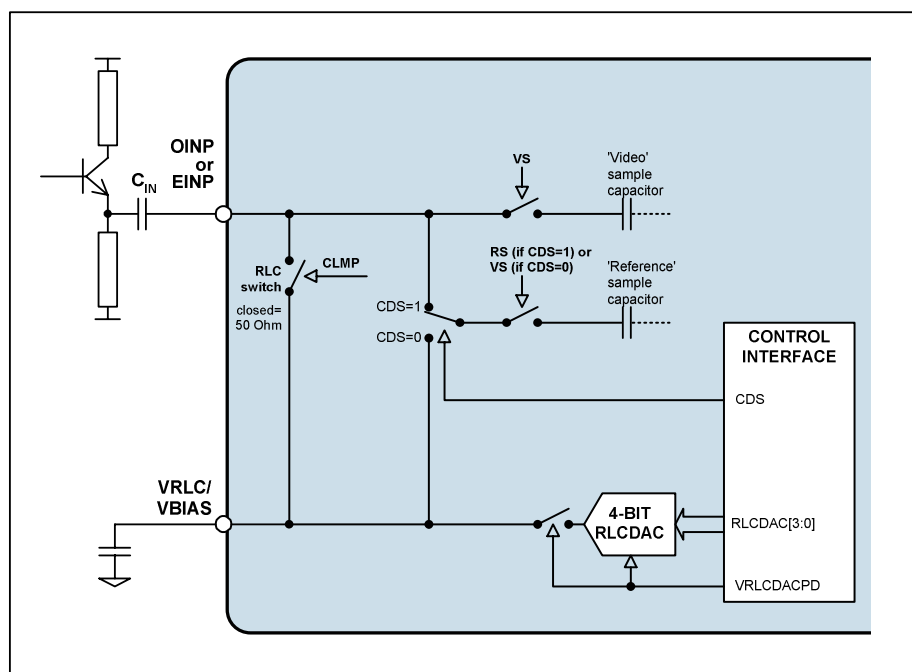 OINP
or
EINP
C_IN
VS
'Video'
sample
capacitor
RLC
switch
closed=
50 Ohm
CLMP
RS (if CDS=1) or
VS (if CDS=0)
'Reference'
sample
capacitor
CDS=1
CDS=0
CONTROL
INTERFACE
CDS
VRLC/
VBIAS
4-BIT
RLCDAC
RLCDAC[3:0]
VRLCDACPD